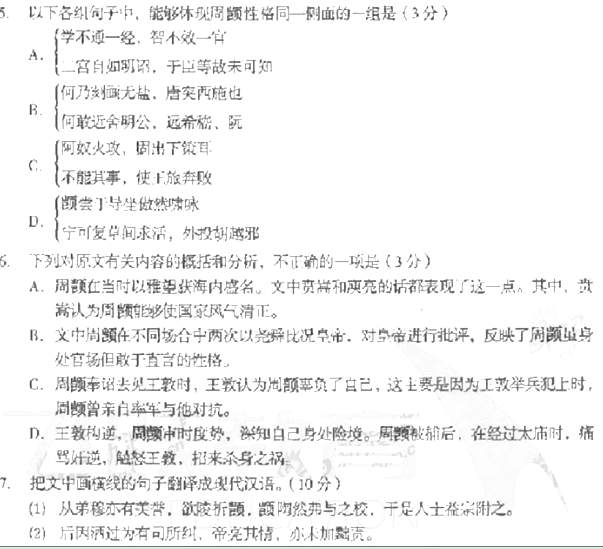 5. 以下各组句子中，能够体现周顗性格同一侧面的一组是（3分）
学不通一经，智不效一官
A.
二宫自如明诏，于臣等故未可知
何乃刻画无盐，唐突西施也
B.
何敢近舍明公，远希嵇、阮
阿奴火攻，固出下策耳
C.
不能其事，使王旅奔败
顗尝于导坐傲然啸咏
D.
宁可复草间求活，外投胡越邪
6. 下列对原文有关内容的概括和分析，不正确的一项是（3分）
A. 周顗在当时以雅望获海内盛名。文中贲嵩和庾亮的话都表现了这一点。其中，贲
嵩认为周顗能够使国家风气清正。
B. 文中周顗在不同场合中两次以尧舜比况皇帝，对皇帝进行批评，反映了周顗虽身
处官场但敢于直言的性格。
C. 周顗奉诏去见王敦时，王敦认为周顗辜负了自己，这主要是因为王敦举兵犯上时，
周顗曾亲自率军与他对抗。
D. 王敦构逆，周顗审时度势，深知自己身处险境。周顗被捕后，在经过太庙时，痛
骂奸逆，触怒王敦，招来杀身之祸。
7. 把文中画横线的句子翻译成现代汉语。（10分）
(1) 从弟穆亦有美誉，欲陵折顗，顗陶然弗与之校，于是人士益宗附之。
(2) 后因酒过为有司所纠，帝亮其情，亦未加黜责。